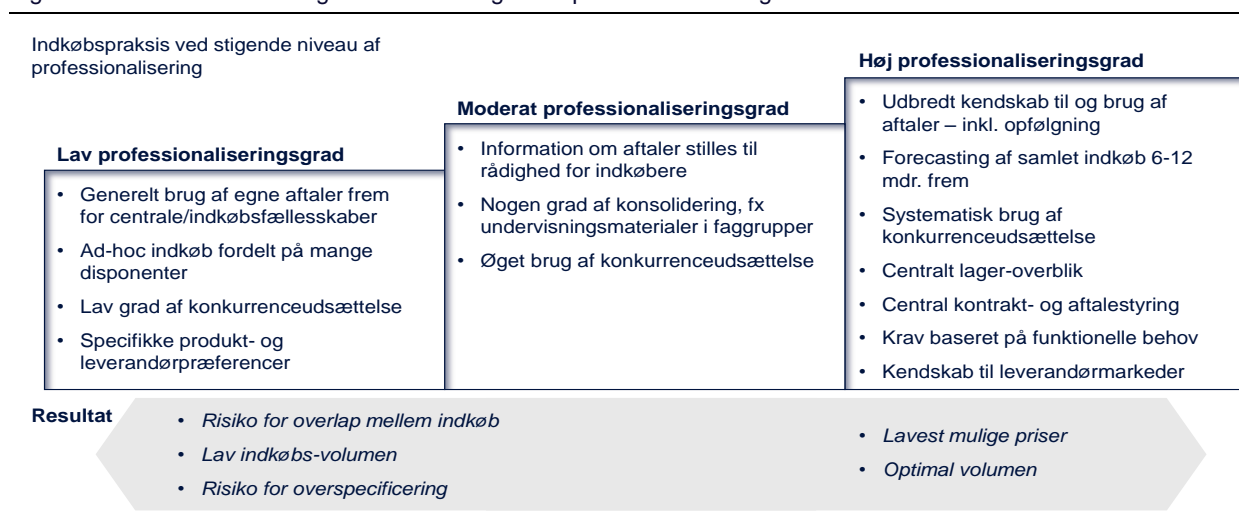 Indkøbspraksis ved stigende niveau af
professionalisering
Lav professionaliseringsgrad
• Generelt brug af egne aftaler frem
for centrale/indkøbsfællesskaber
• Ad-hoc indkøb fordelt på mange
disponenter
• Lav grad af konkurrenceudsættelse
• Specifikke produkt- og
leverandørpræferencer
Moderat professionaliseringsgrad
• Information om aftaler stilles til
rådighed for indkøbere
• Nogen grad af konsolidering, fx
undervisningsmaterialer i faggrupper
• Øget brug af konkurrenceudsættelse
Høj professionaliseringsgrad
• Udbredt kendskab til og brug af
aftaler – inkl. opfølgning
• Forecasting af samlet indkøb 6-12
mdr. frem
• Systematisk brug af
konkurrenceudsættelse
• Centralt lager-overblik
• Central kontrakt- og aftalestyring
• Krav baseret på funktionelle behov
• Kendskab til leverandørmarkeder
Resultat
• Risiko for overlap mellem indkøb
• Lav indkøbs-volumen
• Risiko for overspecificering
• Lavest mulige priser
• Optimal volumen